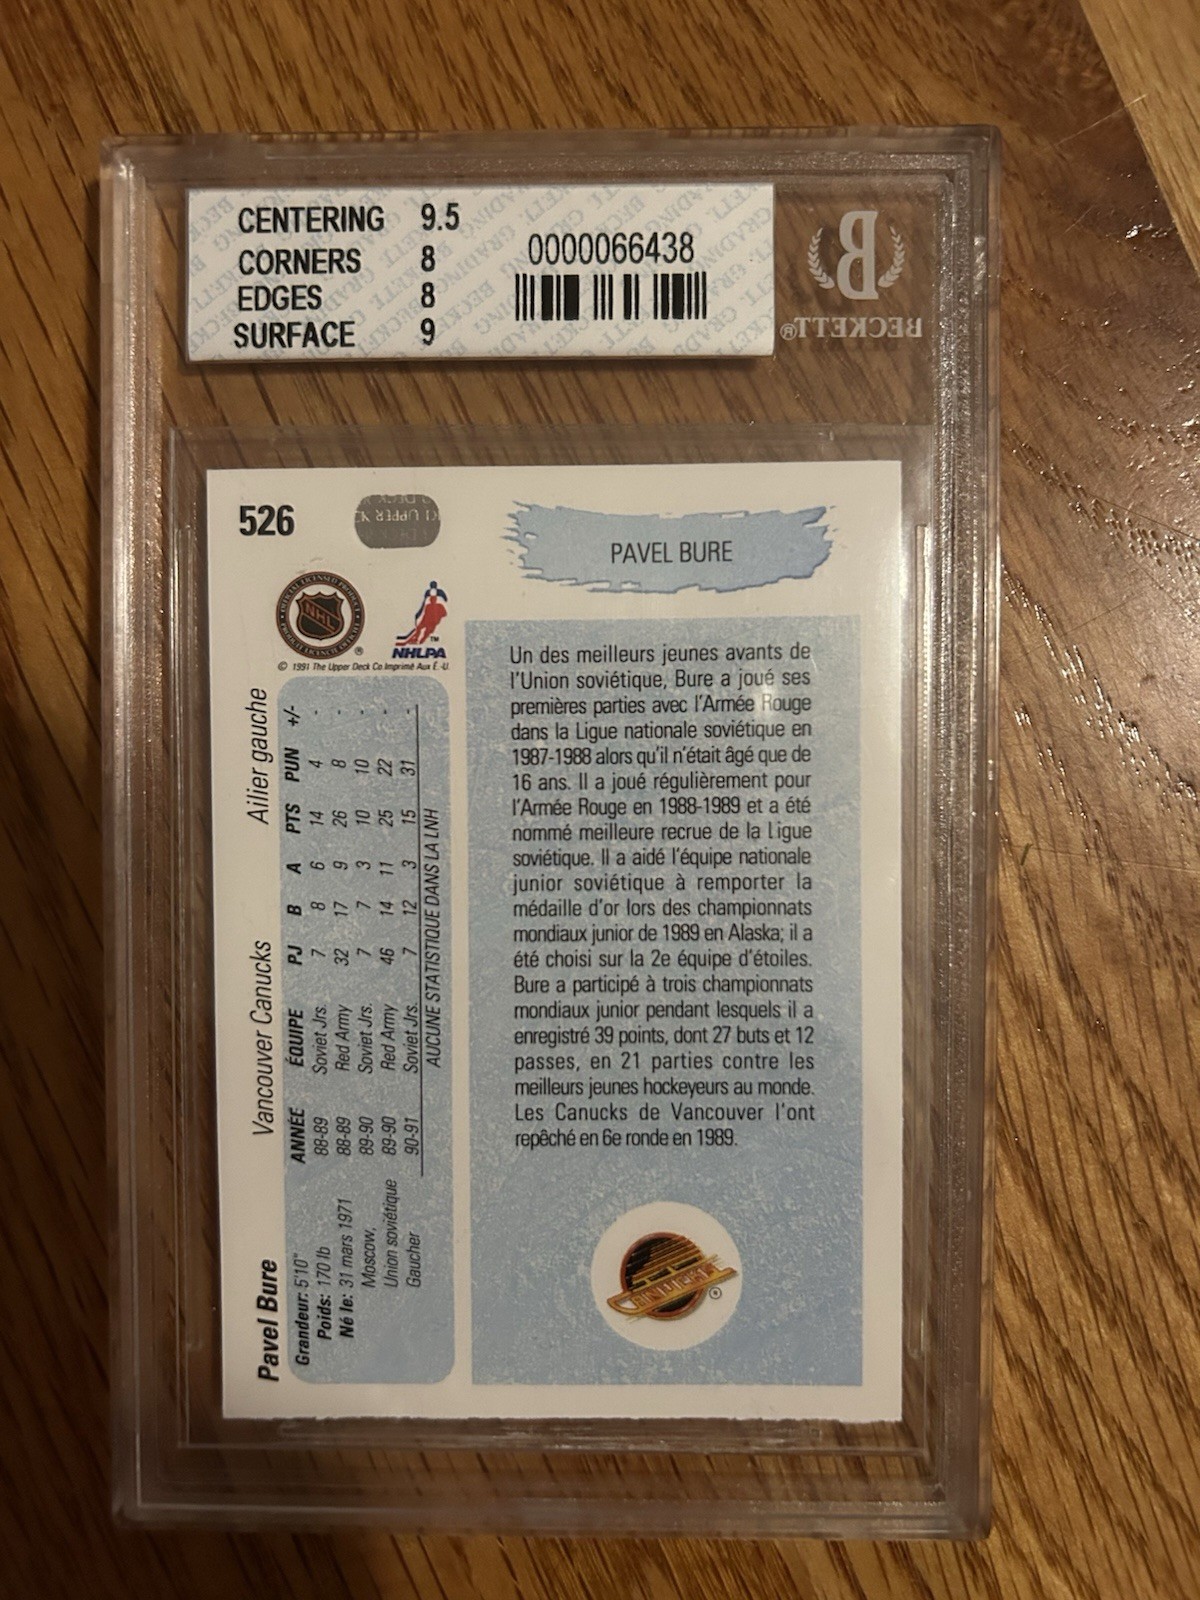 CENTERING 9.5
CORNERS 8
EDGES 8
SURFACE 9
0000066438
BECKETT®
526
PAVEL BURE
NHL
®
NHLPA
TM
© 1991 The Upper Deck Co Imprimé Aux É.-U.
Un des meilleurs jeunes avants de
l'Union soviétique, Bure a joué ses
premières parties avec l'Armée Rouge
dans la Ligue nationale soviétique en
1987-1988 alors qu'il n'était âgé que de
16 ans. Il a joué régulièrement pour
l'Armée Rouge en 1988-1989 et a été
nommé meilleure recrue de la Ligue
soviétique. Il a aidé l'équipe nationale
junior soviétique à remporter la
médaille d'or lors des championnats
mondiaux junior de 1989 en Alaska; il a
été choisi sur la 2e équipe d'étoiles.
Bure a participé à trois championnats
mondiaux junior pendant lesquels il a
enregistré 39 points, dont 27 buts et 12
passes, en 21 parties contre les
meilleurs jeunes hockeyeurs au monde.
Les Canucks de Vancouver l'ont
repêché en 6e ronde en 1989.
®
Pavel Bure Vancouver Canucks Ailier gauche
Grandeur: 5'10"
Poids: 170 lb
Né le: 31 mars 1971
Moscow,
Union soviétique
Gaucher
ANNÉE ÉQUIPE PJ B A PTS PUN +/-
88-89 Soviet Jrs. 7 8 6 14 4 -
88-89 Red Army 32 17 9 26 8 -
89-90 Soviet Jrs. 7 7 3 10 10 -
89-90 Red Army 46 14 11 25 22 -
90-91 Soviet Jrs. 7 12 3 15 31 -
AUCUNE STATISTIQUE DANS LA LNH